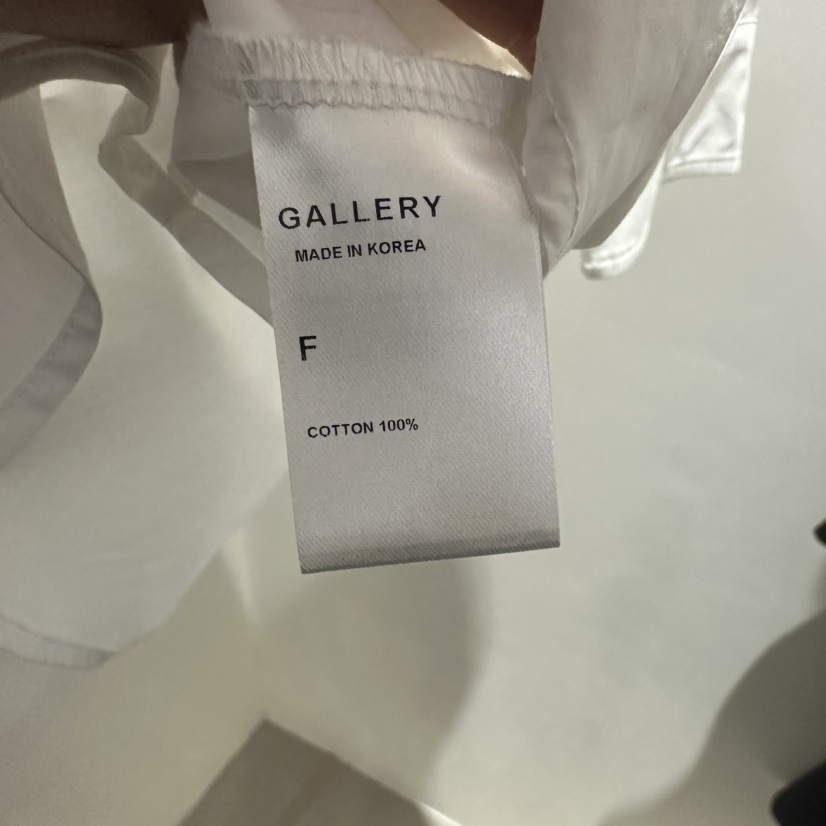 GALLERY
MADE IN KOREA
F
COTTON 100%